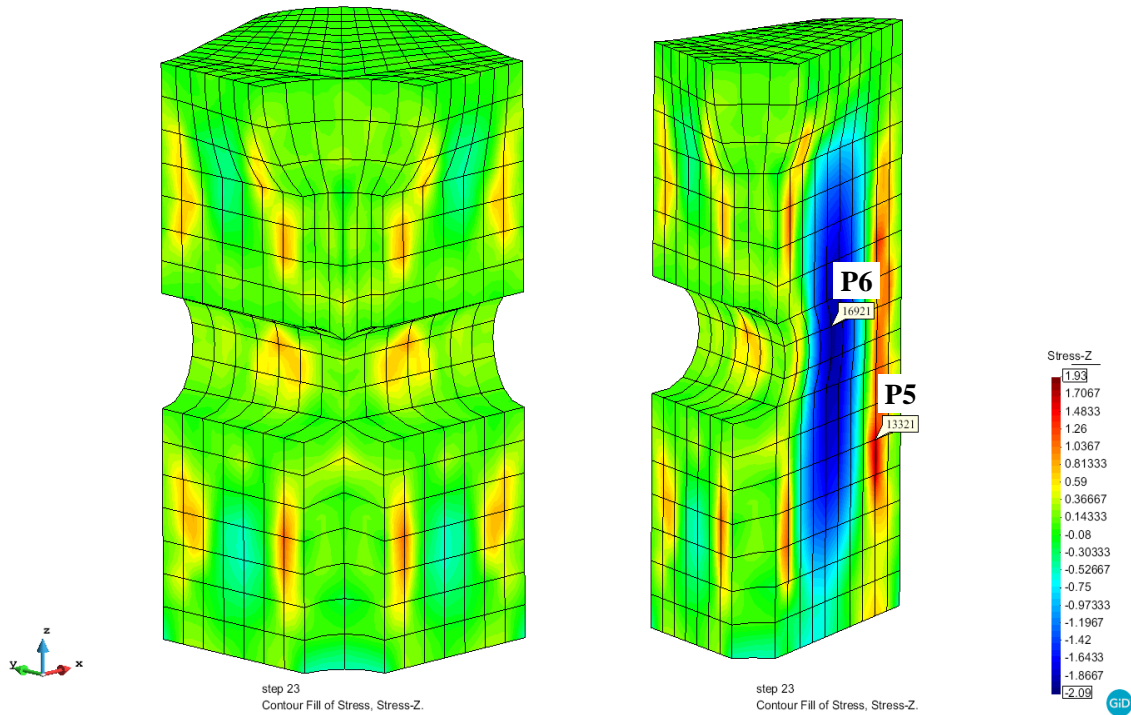 P6
16921
P5
13321
Stress-Z
1.93
1.7067
1.4833
1.26
1.0367
0.81333
0.59
0.36667
0.14333
-0.08
-0.30333
-0.52667
-0.75
-0.97333
-1.1967
-1.42
-1.6433
-1.8667
-2.09
z
y
x
step 23
Contour Fill of Stress, Stress-Z.
step 23
Contour Fill of Stress, Stress-Z.
GiD